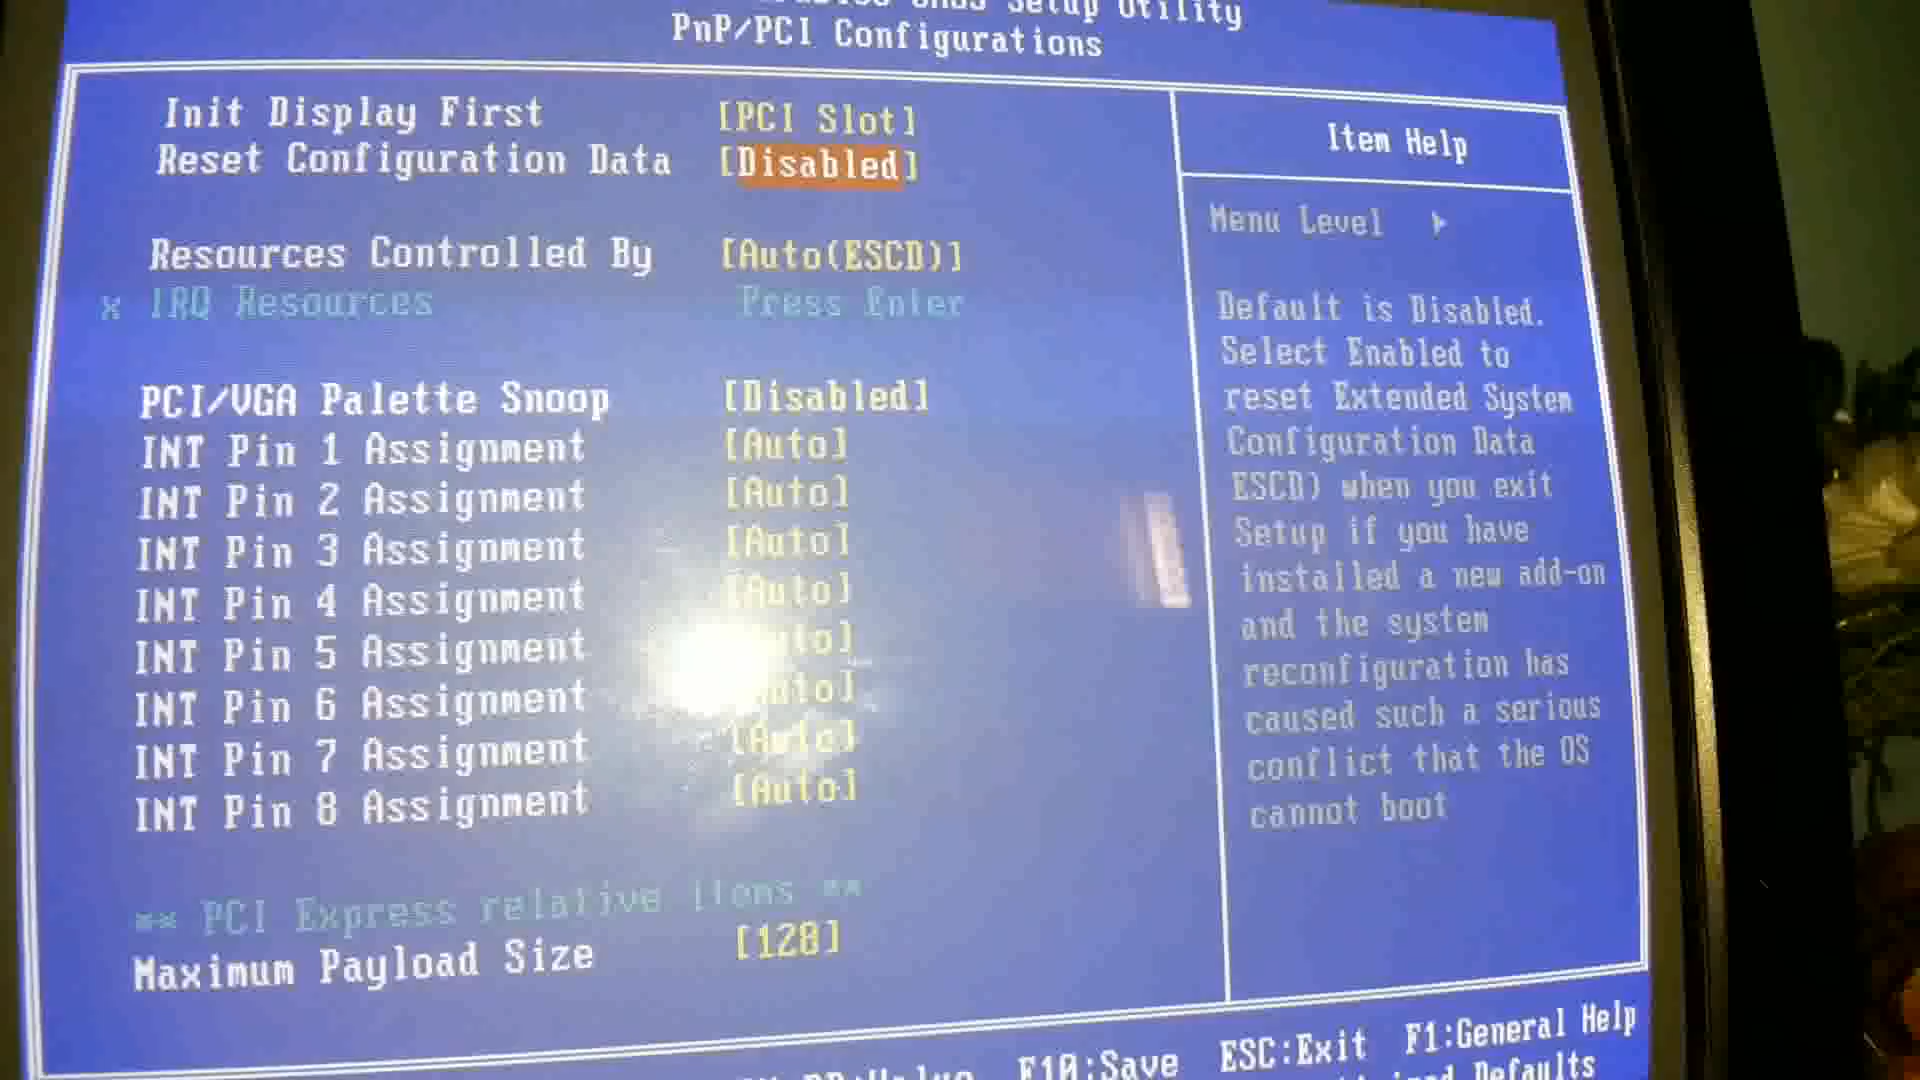 Setup Utility
PnP/PCI Configurations
Init Display First [PCI Slot]
Reset Configuration Data [Disabled]
Resources Controlled By [Auto(ESCD)]
x IRQ Resources Press Enter
PCI/VGA Palette Snoop [Disabled]
INT Pin 1 Assignment [Auto]
INT Pin 2 Assignment [Auto]
INT Pin 3 Assignment [Auto]
INT Pin 4 Assignment [Auto]
INT Pin 5 Assignment Auto]
INT Pin 6 Assignment Auto]
INT Pin 7 Assignment [Auto]
INT Pin 8 Assignment [Auto]
** PCI Express relative items **
Maximum Payload Size [128]
Item Help
Menu Level ▶
Default is Disabled.
Select Enabled to
reset Extended System
Configuration Data
ESCD) when you exit
Setup if you have
installed a new add-on
and the system
reconfiguration has
caused such a serious
conflict that the OS
cannot boot
F10:Save ESC:Exit F1:General Help
Defaults